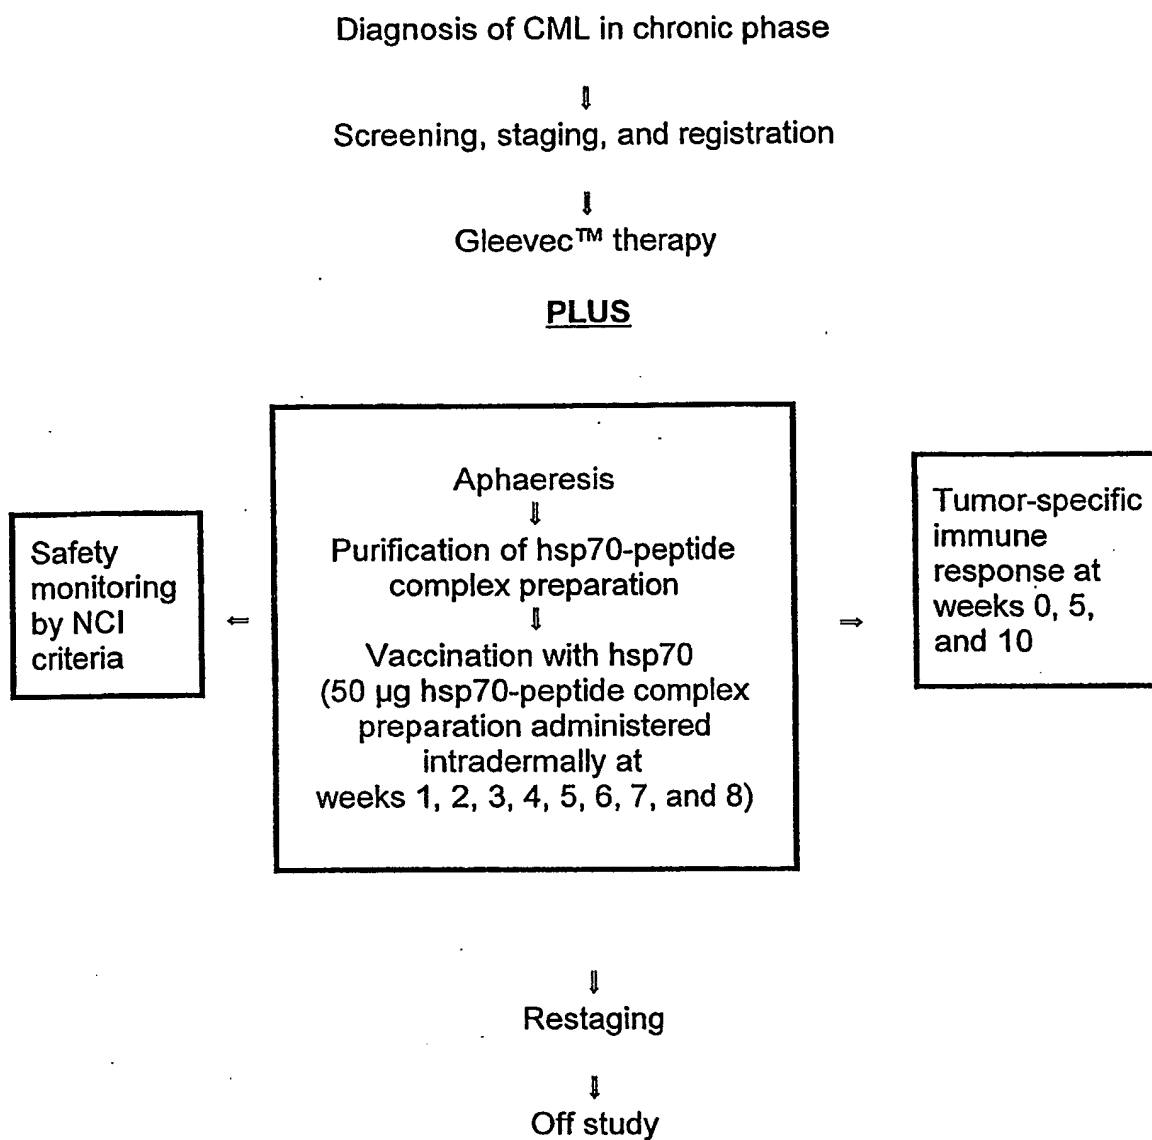 Diagnosis of CML in chronic phase
⇓
Screening, staging, and registration
⇓
Gleevec™ therapy
PLUS
Aphaeresis
⇓
Purification of hsp70-peptide
complex preparation
⇓
Vaccination with hsp70
(50 µg hsp70-peptide complex
preparation administered
intradermally at
weeks 1, 2, 3, 4, 5, 6, 7, and 8)
⇐
Safety
monitoring
by NCI
criteria
⇒
Tumor-specific
immune
response at
weeks 0, 5,
and 10
⇓
Restaging
⇓
Off study